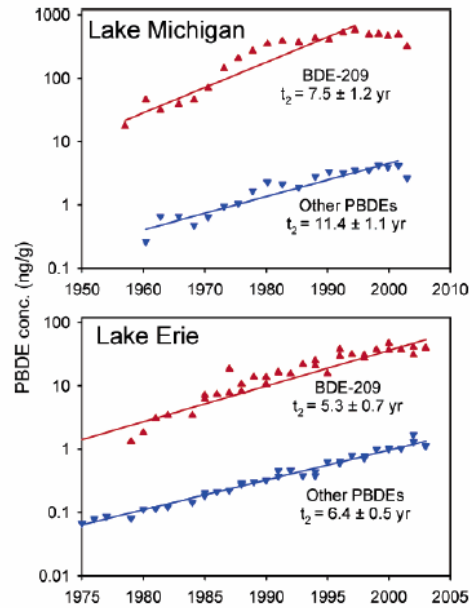 Lake Michigan
1000
100
10
1
0.1
BDE-209
t₂ = 7.5 ± 1.2 yr
Other PBDEs
t₂ = 11.4 ± 1.1 yr
1950 1960 1970 1980 1990 2000 2010
PBDE conc. (ng/g)
Lake Erie
100
10
1
0.1
0.01
BDE-209
t₂ = 5.3 ± 0.7 yr
Other PBDEs
t₂ = 6.4 ± 0.5 yr
1975 1980 1985 1990 1995 2000 2005